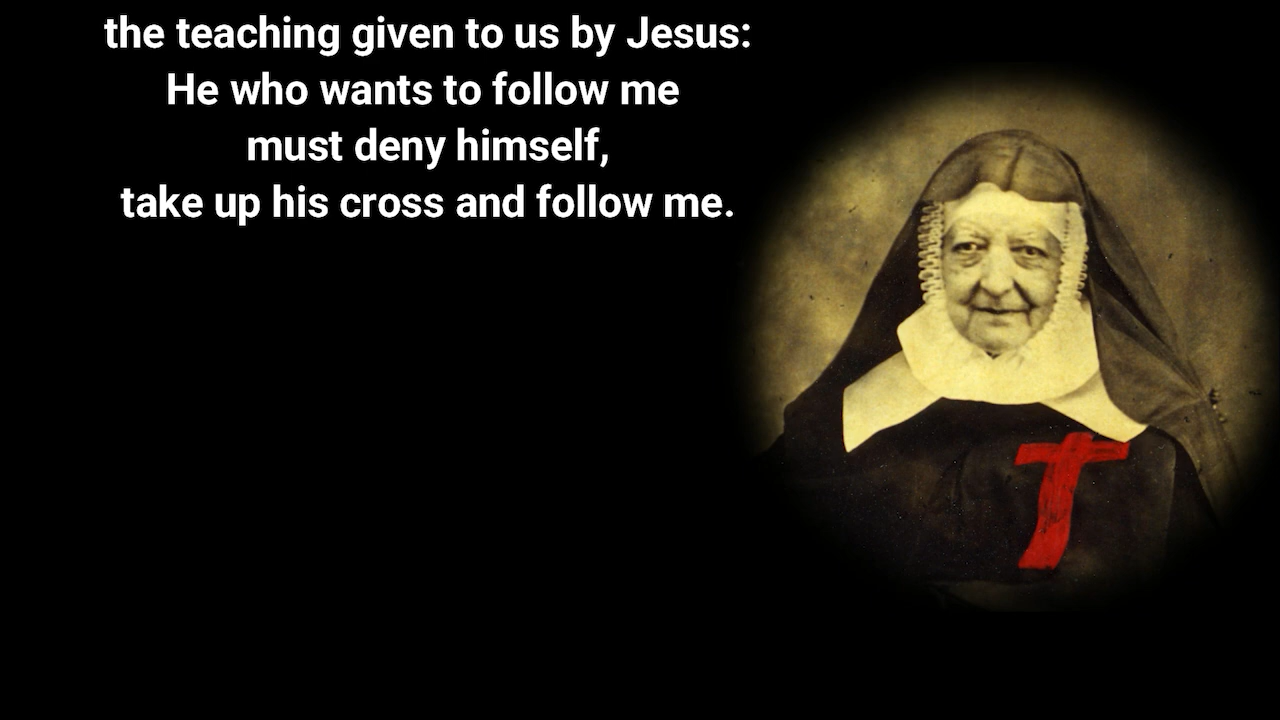 the teaching given to us by Jesus:
He who wants to follow me
must deny himself,
take up his cross and follow me.